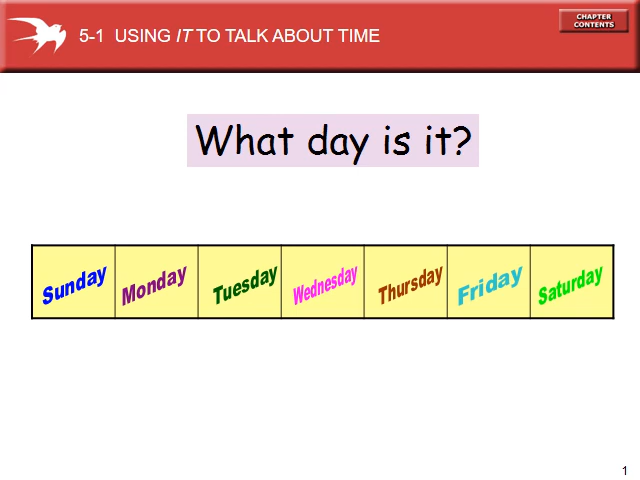 5-1 USING IT TO TALK ABOUT TIME
CHAPTER
CONTENTS
What day is it?
Sunday Monday Tuesday Wednesday Thursday Friday Saturday
1